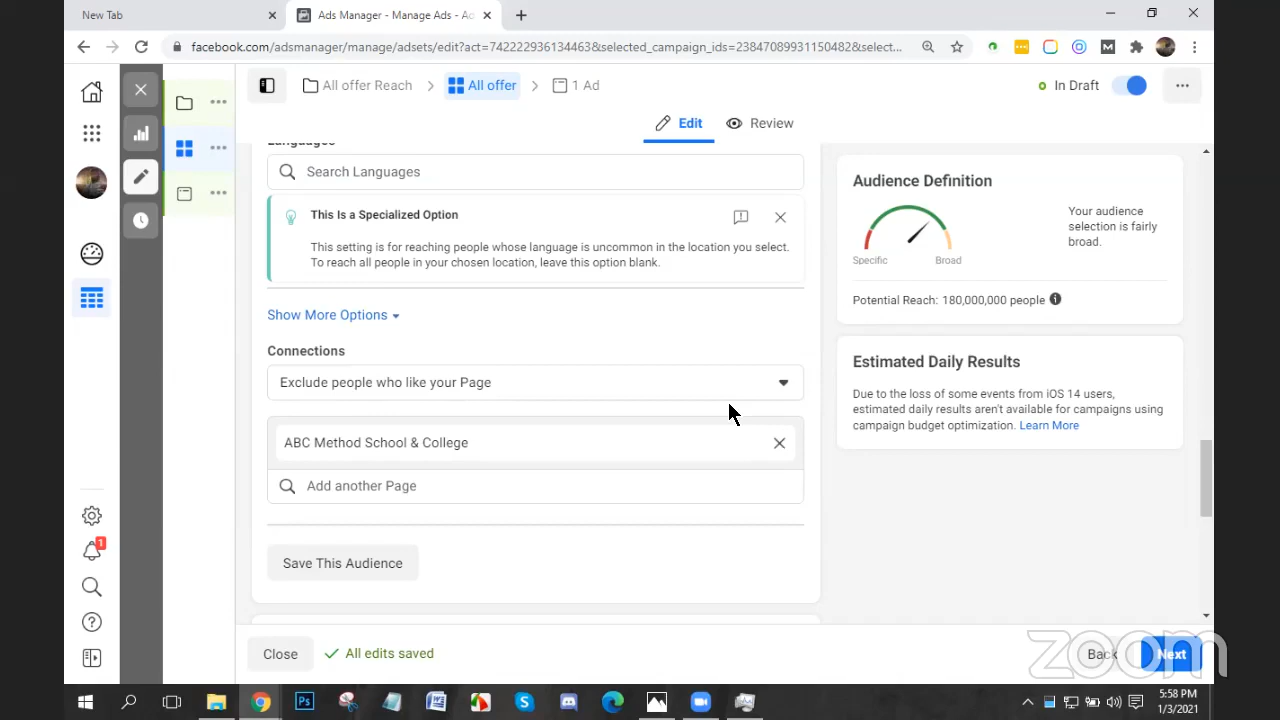 New Tab
Ads Manager - Manage Ads - Ac
facebook.com/adsmanager/manage/adsets/edit?act=742222936134463&selected_campaign_ids=23847089931150482&select...
All offer Reach
All offer
1 Ad
In Draft
Edit
Review
Languages
Search Languages
This Is a Specialized Option
This setting is for reaching people whose language is uncommon in the location you select.
To reach all people in your chosen location, leave this option blank.
Show More Options
Connections
Exclude people who like your Page
ABC Method School & College
Add another Page
Save This Audience
Audience Definition
Specific
Broad
Your audience
selection is fairly
broad.
Potential Reach: 180,000,000 people
Estimated Daily Results
Due to the loss of some events from iOS 14 users,
estimated daily results aren't available for campaigns using
campaign budget optimization. Learn More
1
Close
All edits saved
Back
Next
zoom
5:58 PM
1/3/2021